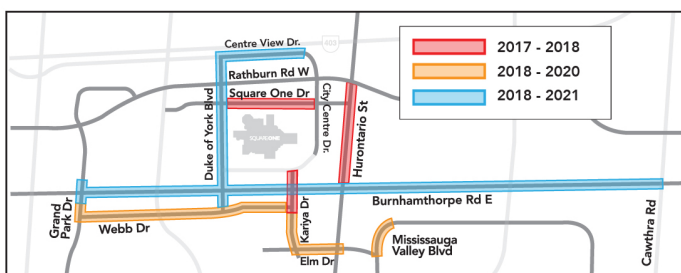 Centre View Dr.
403
2017 - 2018
2018 - 2020
2018 - 2021
Rathburn Rd W
Square One Dr
City Centre Dr.
Duke of York Blvd
Hurontario St
SQUARE ONE
Burnhamthorpe Rd E
Grand
Park Dr
Webb Dr
Kariya Dr
Elm Dr
Mississauga
Valley Blvd
Cawthra Rd